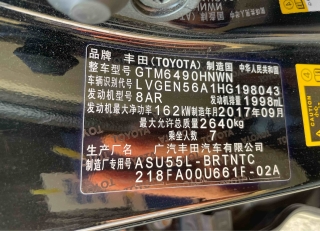 品牌 丰田(TOYOTA) 制造国 中华人民共和国
整车型号 GTM6490HNWN
车辆识别代号 LVGEN56A1HG198043
发动机型号 8AR 发动机排量 1998mL
发动机最大净功率 162kW 制造年月 2017年09月
最大允许总质量 2640kg
乘坐人数 7
生产厂名 广汽丰田汽车有限公司
制造厂专用号 ASU55L-BRTNTC
218FA00U661F-02A